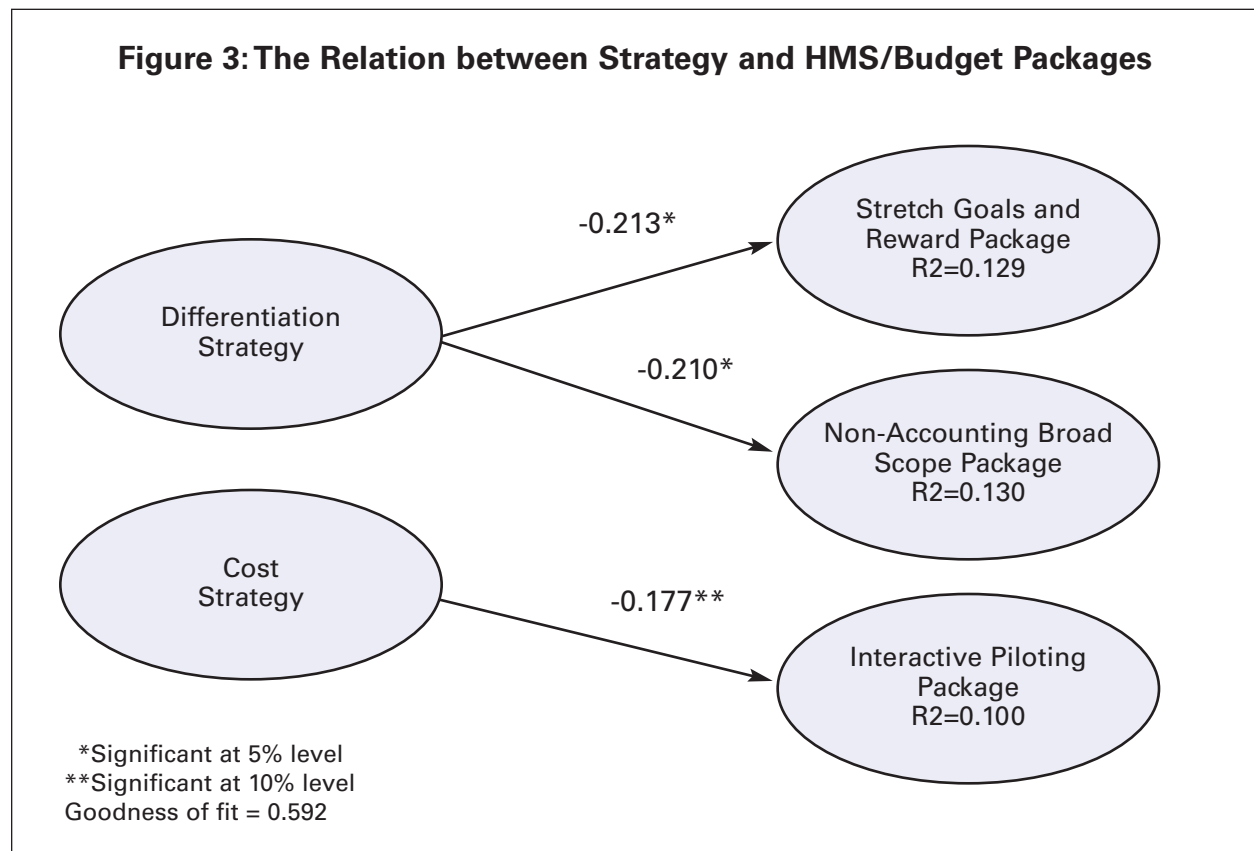 Figure 3: The Relation between Strategy and HMS/Budget Packages
Stretch Goals and
Reward Package
R2=0.129
-0.213*
Differentiation
Strategy
-0.210*
Non-Accounting Broad
Scope Package
R2=0.130
Cost
Strategy
-0.177**
Interactive Piloting
Package
R2=0.100
*Significant at 5% level
**Significant at 10% level
Goodness of fit = 0.592